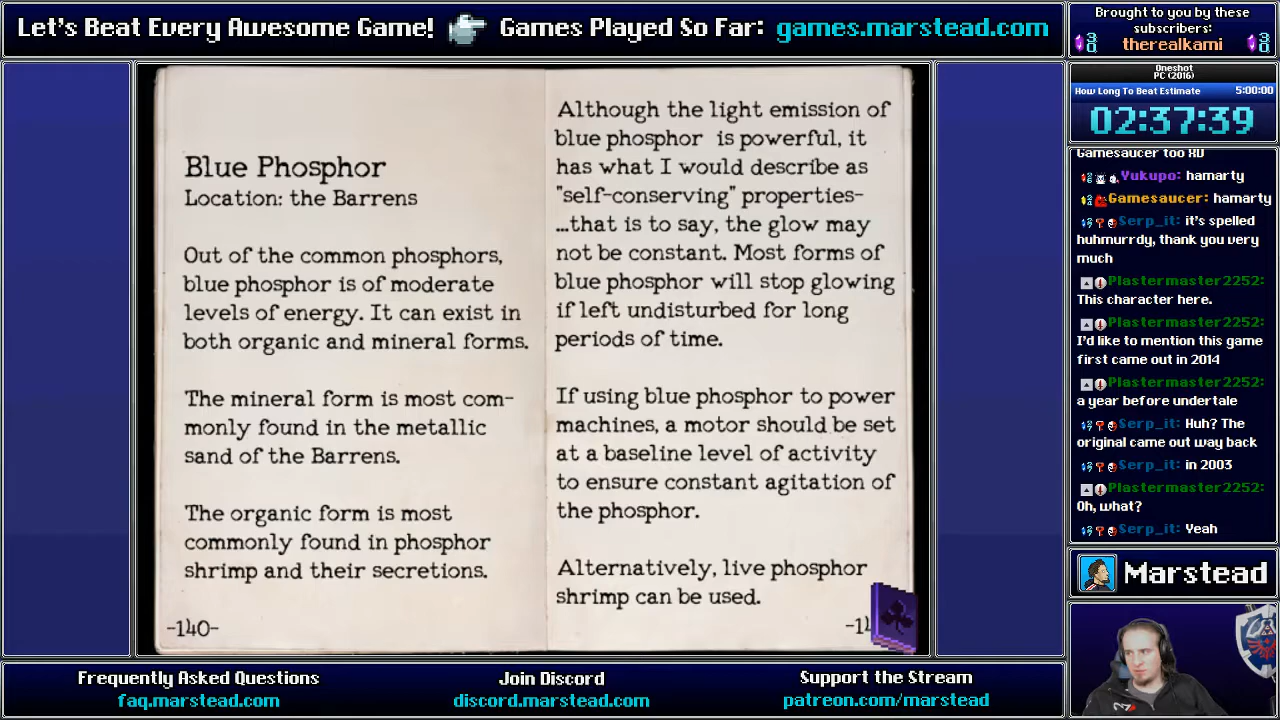 Let's Beat Every Awesome Game!
Games Played So Far: games.marstead.com
Brought to you by these
subscribers:
therealkami
Oneshot
PC (2016)
How Long To Beat Estimate 5:00:00
02:37:39
Blue Phosphor
Location: the Barrens
Out of the common phosphors,
blue phosphor is of moderate
levels of energy. It can exist in
both organic and mineral forms.
The mineral form is most com-
monly found in the metallic
sand of the Barrens.
The organic form is most
commonly found in phosphor
shrimp and their secretions.
-140-
Although the light emission of
blue phosphor is powerful, it
has what I would describe as
"self-conserving" properties-
...that is to say, the glow may
not be constant. Most forms of
blue phosphor will stop glowing
if left undisturbed for long
periods of time.
If using blue phosphor to power
machines, a motor should be set
at a baseline level of activity
to ensure constant agitation of
the phosphor.
Alternatively, live phosphor
shrimp can be used.
Gamesaucer too XD
Yukupo: hamarty
Gamesaucer: hamarty
Serp_it: it's spelled
huhmurrdy, thank you very
much
Plastermaster2252:
This character here.
Plastermaster2252:
I'd like to mention this game
first came out in 2014
Plastermaster2252:
a year before undertale
Serp_it: Huh? The
original came out way back
Serp_it: in 2003
Plastermaster2252:
Oh, what?
Serp_it: Yeah
Marstead
Frequently Asked Questions
faq.marstead.com
Join Discord
discord.marstead.com
Support the Stream
patreon.com/marstead